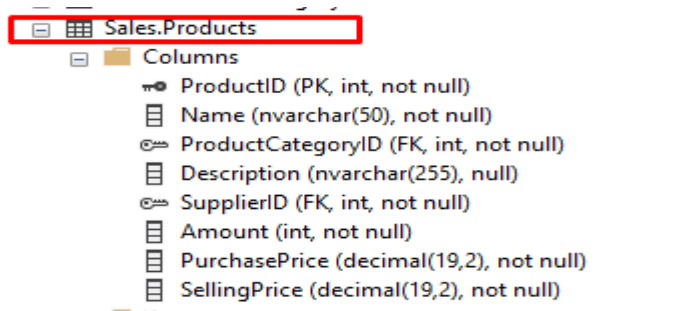 Sales.Products
Columns
ProductID (PK, int, not null)
Name (nvarchar(50), not null)
ProductCategoryID (FK, int, not null)
Description (nvarchar(255), null)
SupplierID (FK, int, not null)
Amount (int, not null)
PurchasePrice (decimal(19,2), not null)
SellingPrice (decimal(19,2), not null)